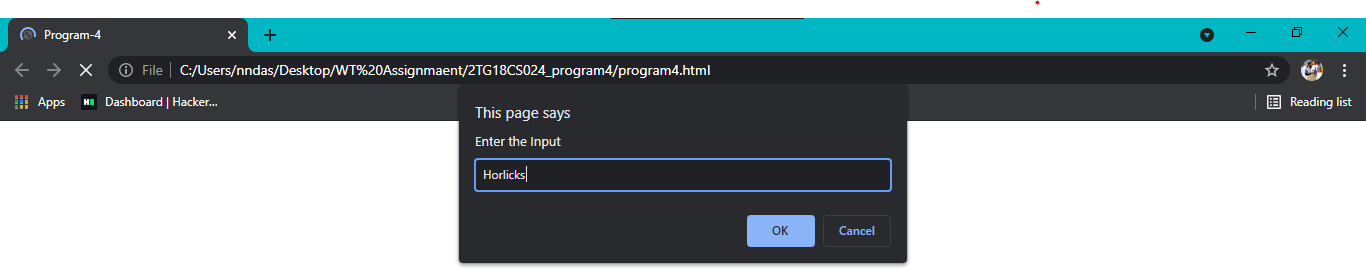 Program-4
File C:/Users/nndas/Desktop/WT%20Assignmaent/2TG18CS024_program4/program4.html
Apps Dashboard | Hacker... Reading list
This page says
Enter the Input
Horlicks
OK Cancel